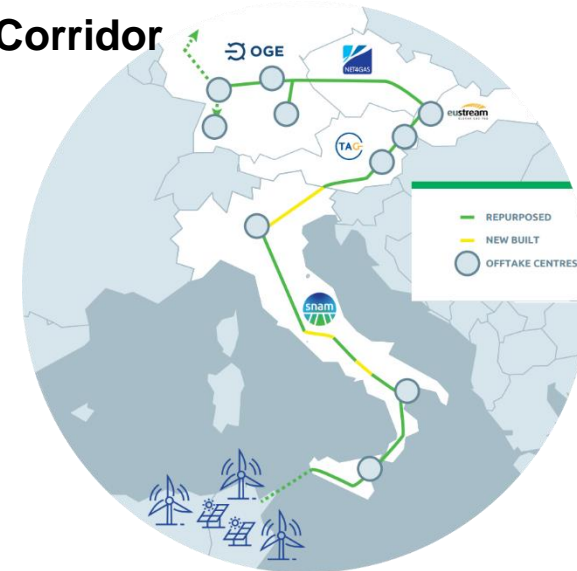 Corridor
OGE
NET4GAS
eustream
TAG
REPURPOSED
NEW BUILT
OFFTAKE CENTRES
snam